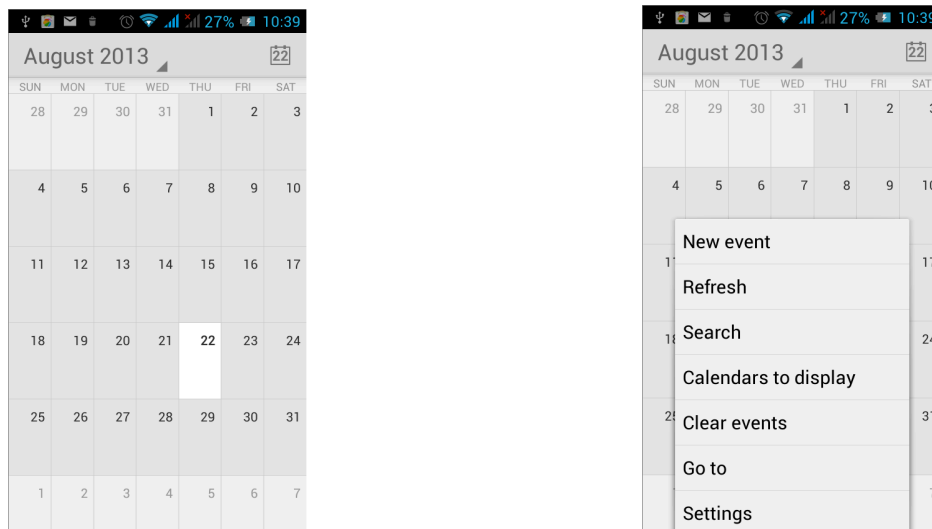 27% 10:39
August 2013 22
SUN MON TUE WED THU FRI SAT
28 29 30 31 1 2 3
4 5 6 7 8 9 10
11 12 13 14 15 16 17
18 19 20 21 22 23 24
25 26 27 28 29 30 31
1 2 3 4 5 6 7
27% 10:39
August 2013 22
SUN MON TUE WED THU FRI SAT
28 29 30 31 1 2
4 5 6 7 8 9
New event
Refresh
Search
Calendars to display
Clear events
Go to
Settings